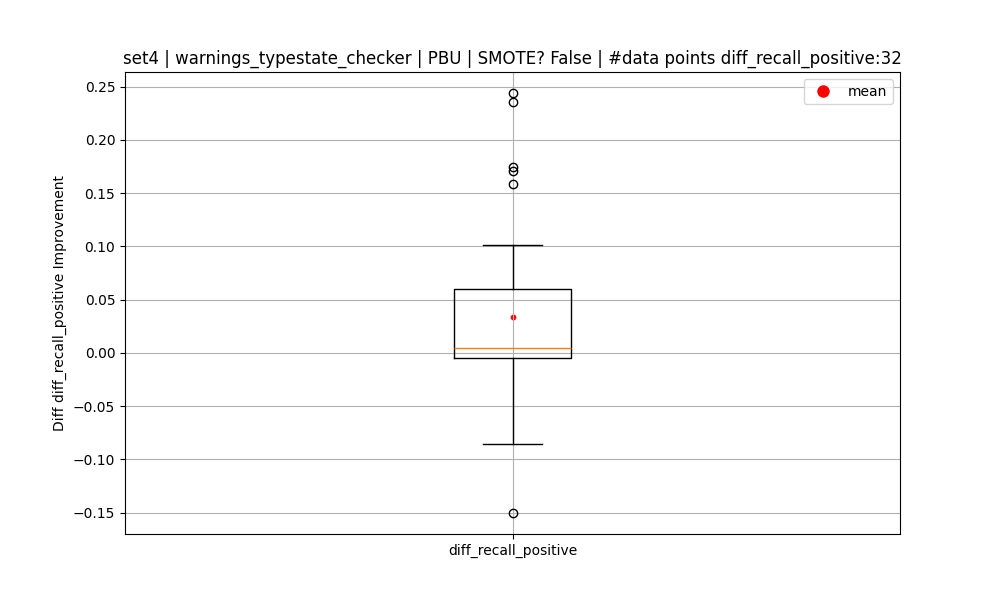 set4 | warnings_typestate_checker | PBU | SMOTE? False | #data points diff_recall_positive:32
mean
Diff diff_recall_positive Improvement
0.25
0.20
0.15
0.10
0.05
0.00
−0.05
−0.10
−0.15
diff_recall_positive